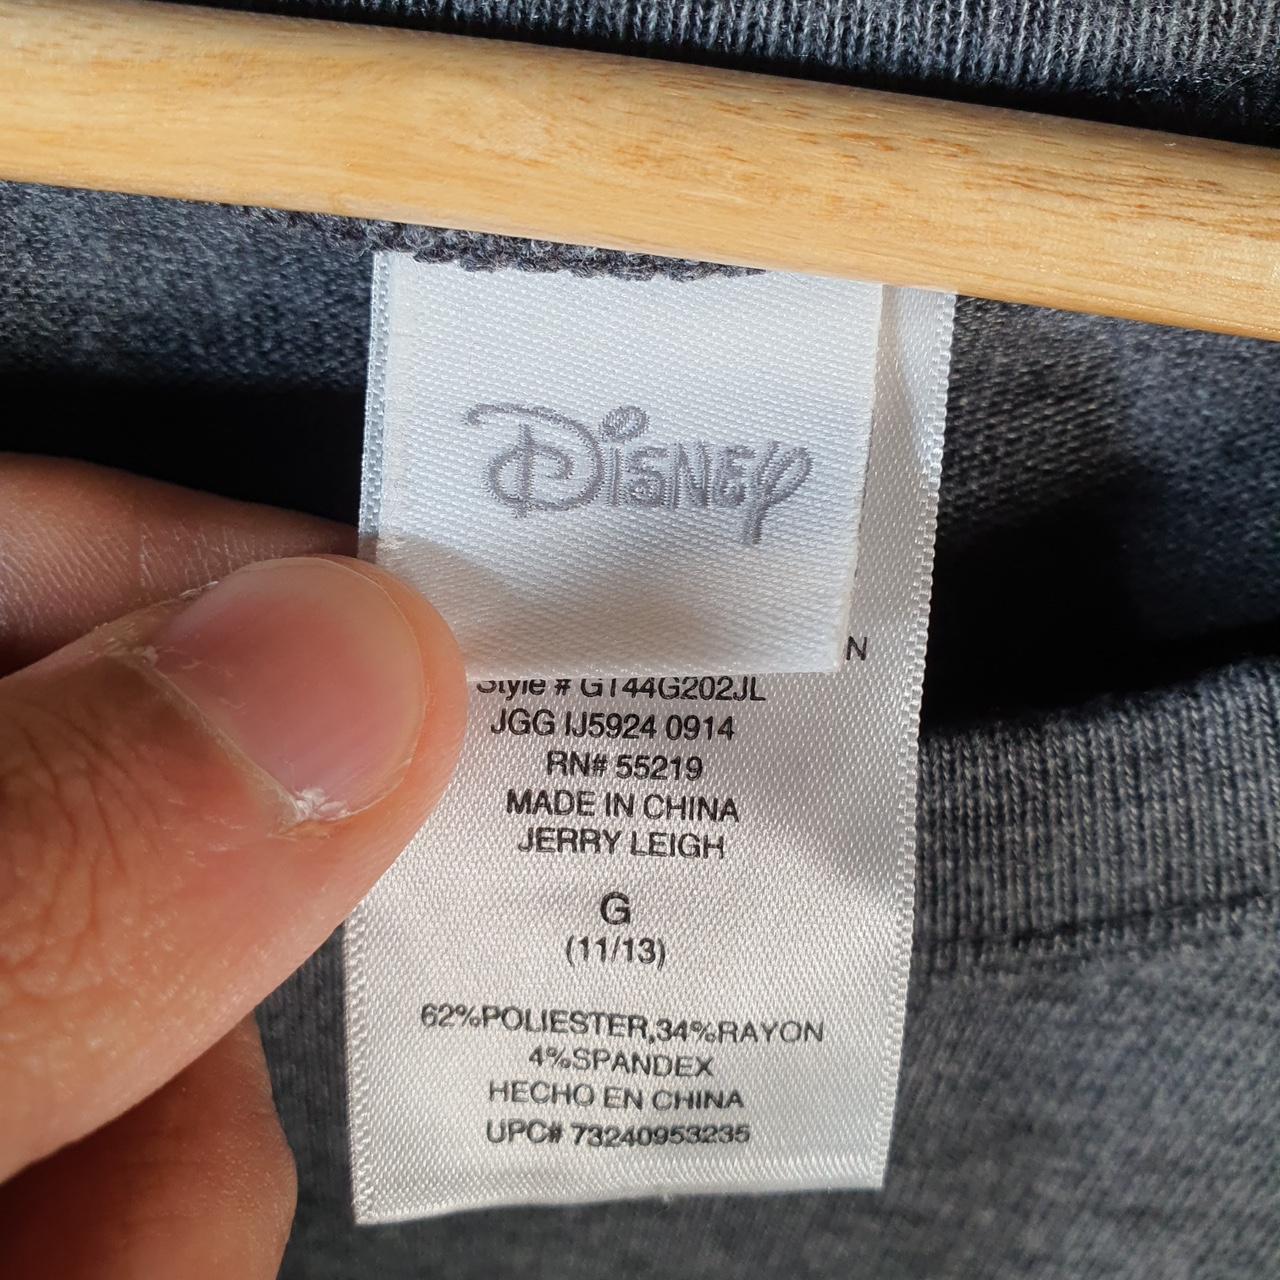 Disney
N
Style # GT44G202JL
JGG IJ5924 0914
RN# 55219
MADE IN CHINA
JERRY LEIGH
G
(11/13)
62%POLIESTER,34%RAYON
4%SPANDEX
HECHO EN CHINA
UPC# 73240953235